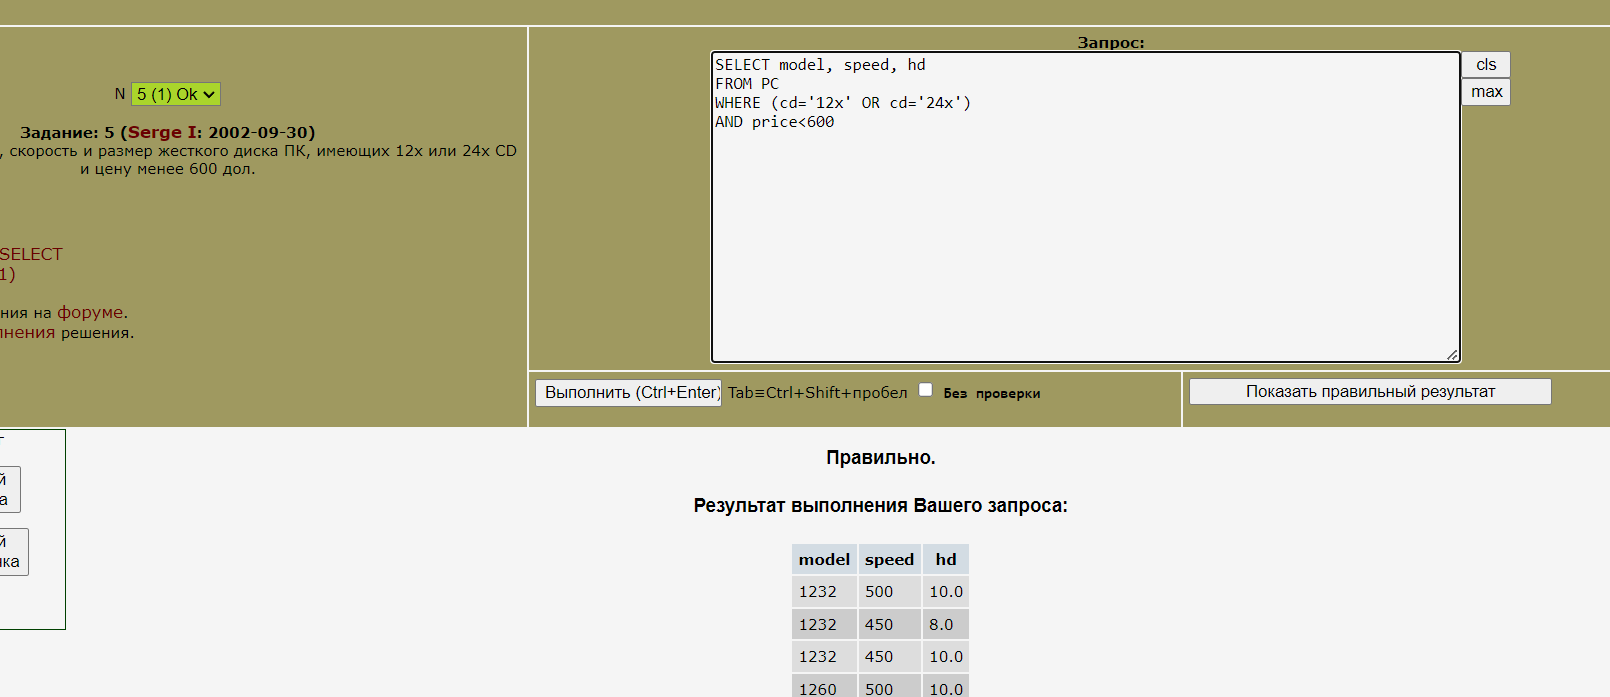 N 5 (1) Ok
Задание: 5 (Serge I: 2002-09-30)
, скорость и размер жесткого диска ПК, имеющих 12x или 24x CD
и цену менее 600 дол.
SELECT
1)
ния на форуме.
лнения решения.
Запрос:
SELECT model, speed, hd
FROM PC
WHERE (cd='12x' OR cd='24x')
AND price<600
cls
max
Выполнить (Ctrl+Enter) Tab≡Ctrl+Shift+пробел Без проверки
Показать правильный результат
й
а
й
ка
Правильно.
Результат выполнения Вашего запроса:
model speed hd
1232 500 10.0
1232 450 8.0
1232 450 10.0
1260 500 10.0